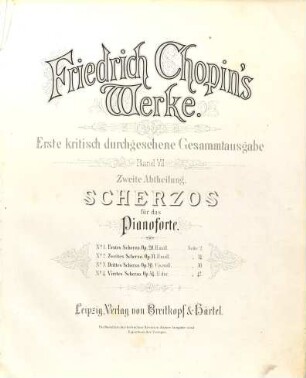 Friedrich Chopin's
Werke.
Erste kritisch durchgesehene Gesammtausgabe
Band VI
Zweite Abtheilung.
SCHERZOS
für das
Pianoforte.
Nº 1. Erstes Scherzo Op. 20. H moll. Seite 2
Nº 2. Zweites Scherzo Op. 31. B moll.
Nº 3. Drittes Scherzo Op. 39. Cis moll.
Nº 4. Viertes Scherzo Op. 54. E dur.
Leipzig, Verlag von Breitkopf & Härtel.